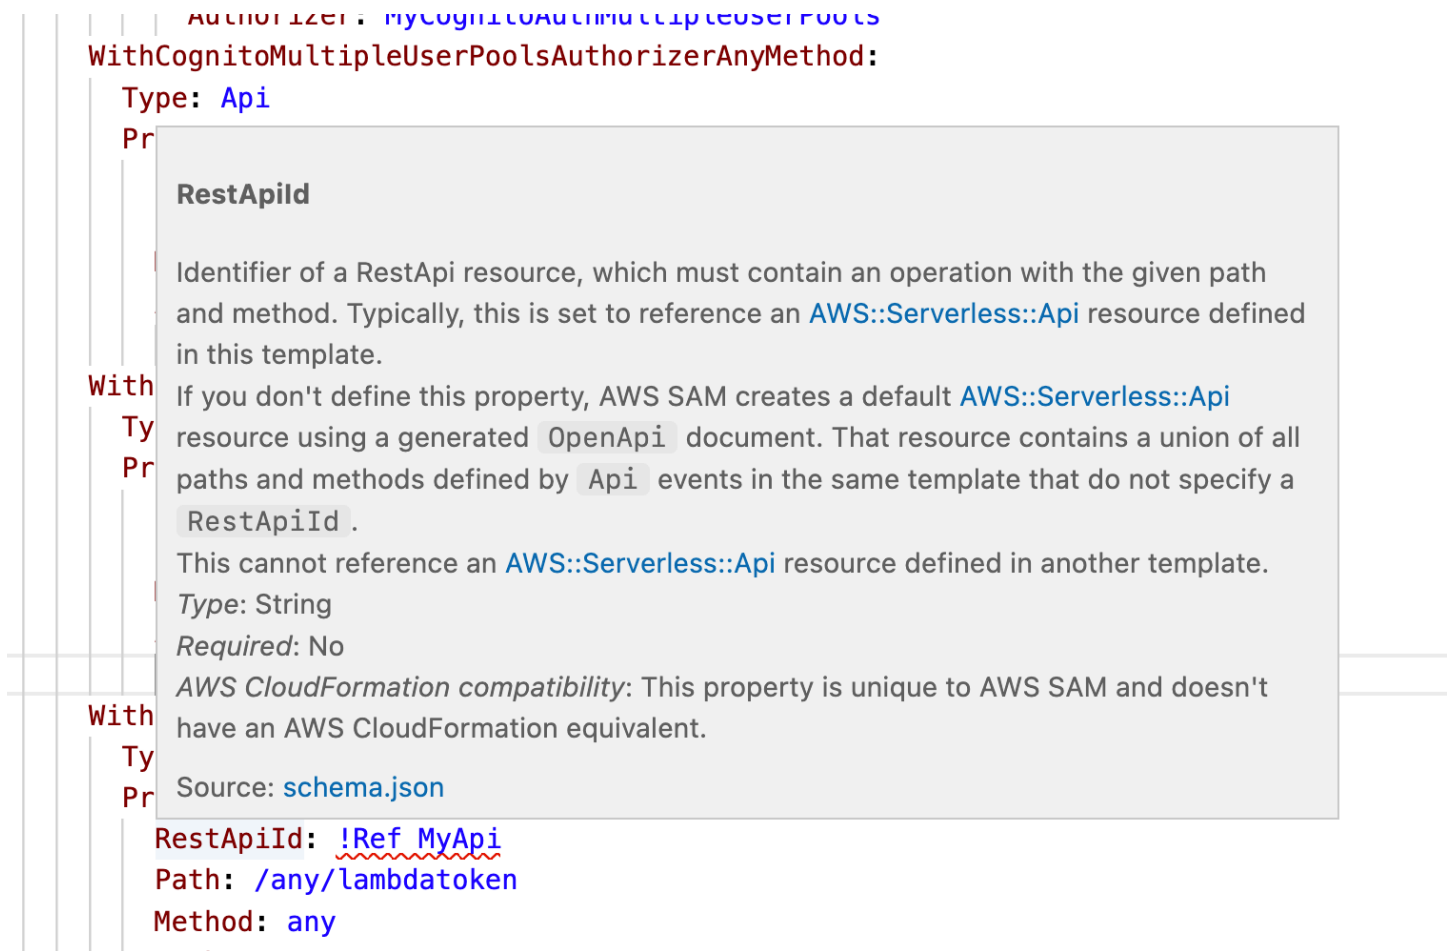 Authorizer: MyCognitoAuthMultipleUserPools
WithCognitoMultipleUserPoolsAuthorizerAnyMethod:
Type: Api
Pr
RestApiId
Identifier of a RestApi resource, which must contain an operation with the given path
and method. Typically, this is set to reference an AWS::Serverless::Api resource defined
in this template.
With
If you don't define this property, AWS SAM creates a default AWS::Serverless::Api
Ty
resource using a generated OpenApi document. That resource contains a union of all
Pr
paths and methods defined by Api events in the same template that do not specify a
RestApiId.
This cannot reference an AWS::Serverless::Api resource defined in another template.
Type: String
Required: No
AWS CloudFormation compatibility: This property is unique to AWS SAM and doesn't
With
have an AWS CloudFormation equivalent.
Ty
Source: schema.json
Pr
RestApiId: !Ref MyApi
Path: /any/lambdatoken
Method: any